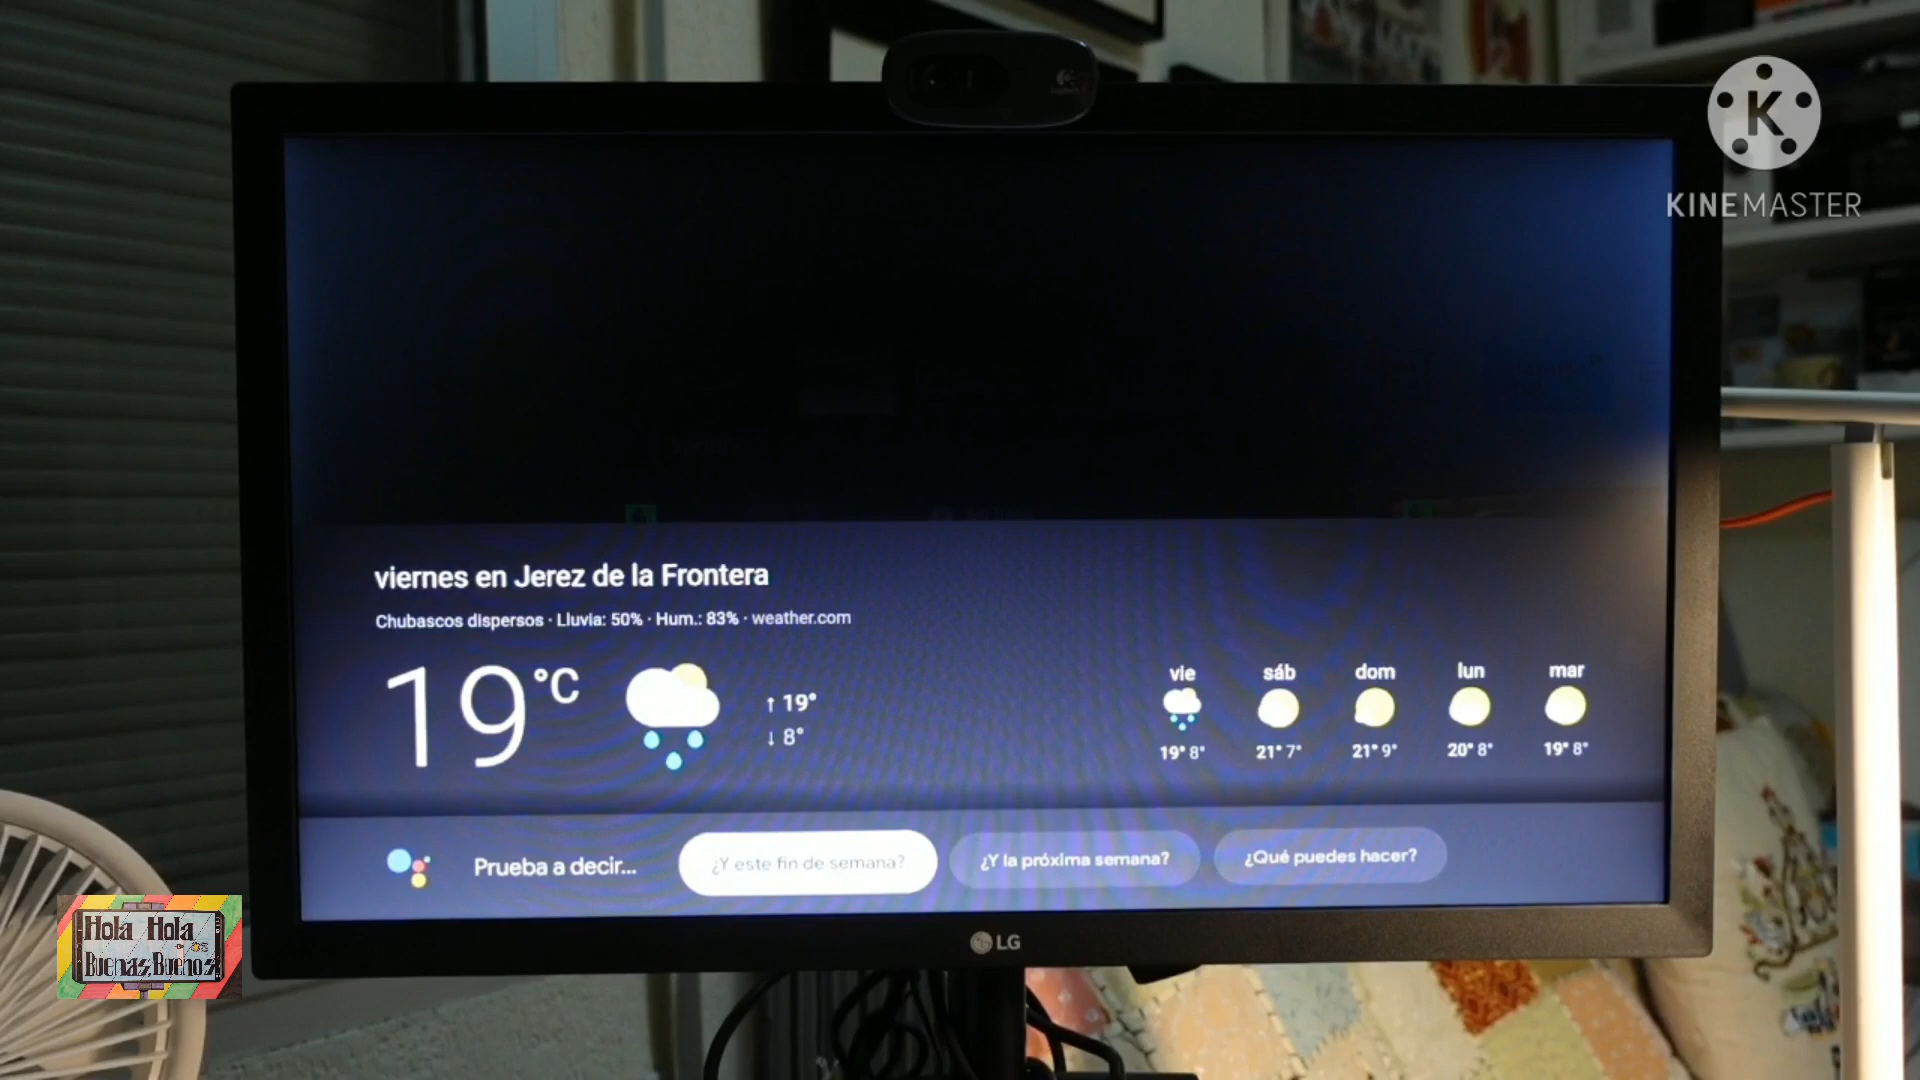 KINEMASTER
K
viernes en Jerez de la Frontera
Chubascos dispersos · Lluvia: 50% · Hum.: 83% · weather.com
19 °C
↑ 19°
↓ 8°
vie sáb dom lun mar
19° 8° 21° 7° 21° 9° 20° 8° 19° 8°
Prueba a decir... ¿Y este fin de semana? ¿Y la próxima semana? ¿Qué puedes hacer?
Hola Hola
Buenas, Buenos
LG